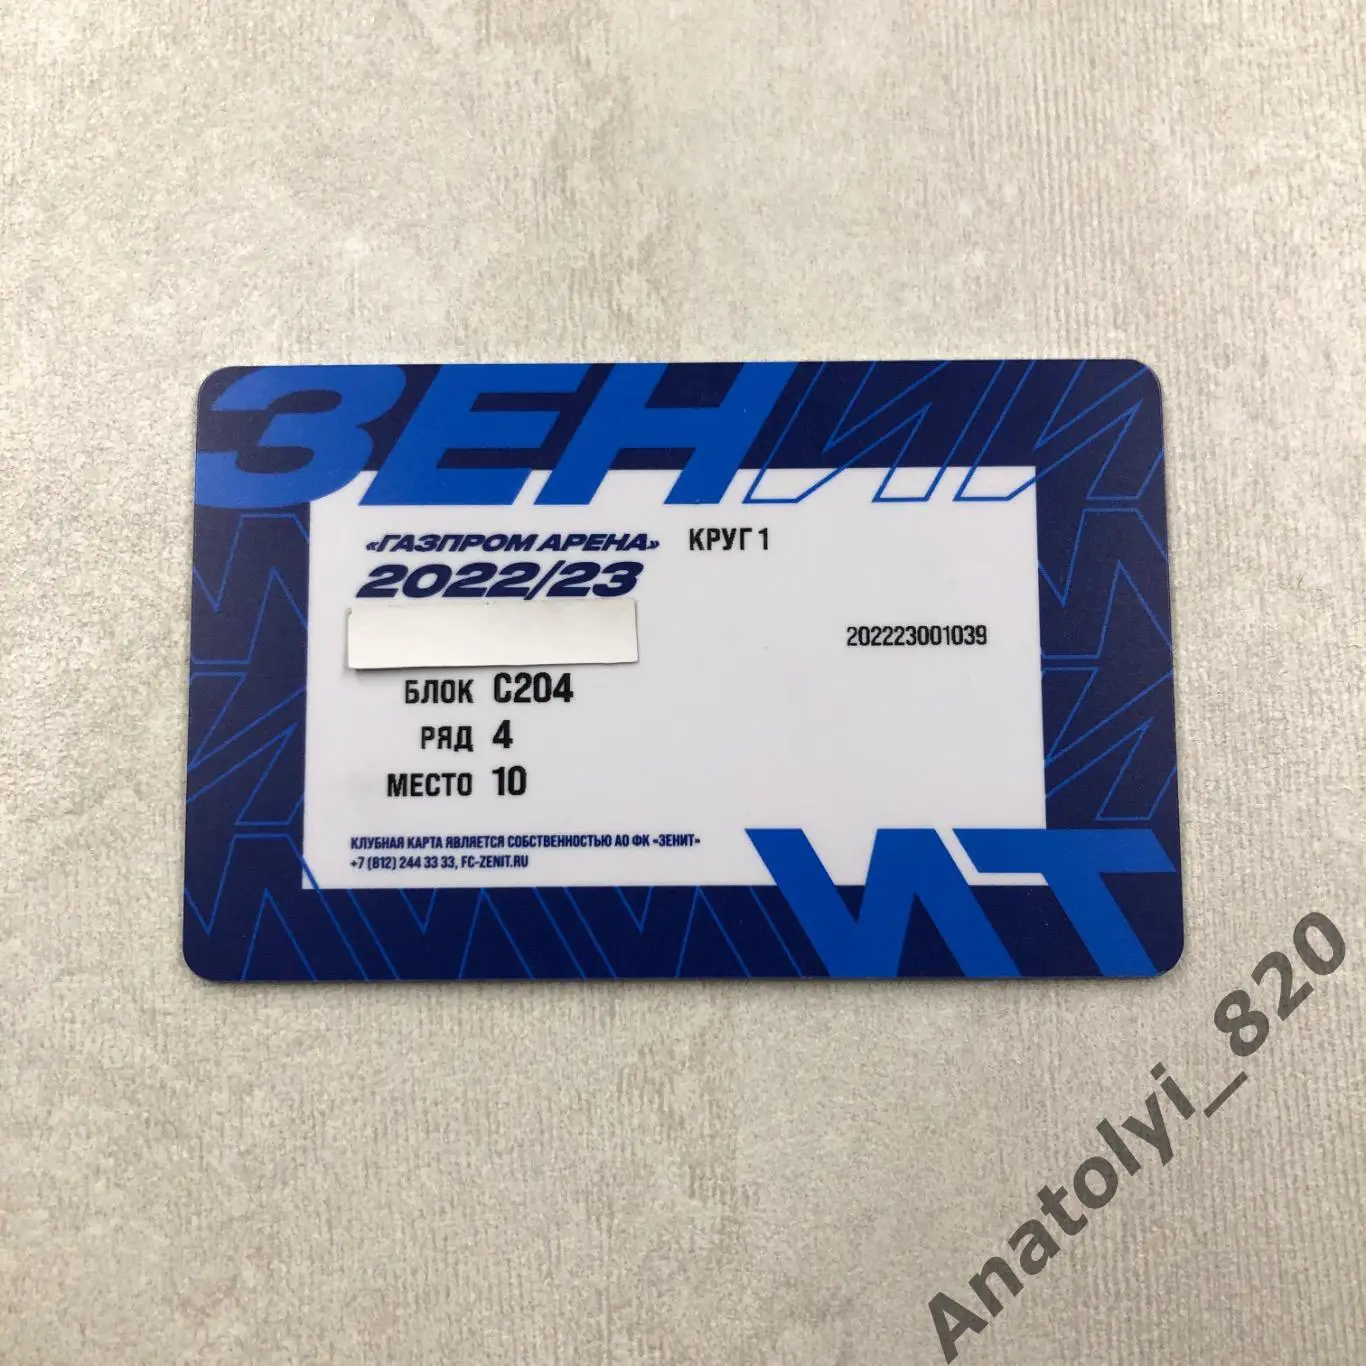 ЗЕНИТ
«ГАЗПРОМ АРЕНА» КРУГ 1
2022/23
202223001039
БЛОК C204
РЯД 4
МЕСТО 10
КЛУБНАЯ КАРТА ЯВЛЯЕТСЯ СОБСТВЕННОСТЬЮ АО ФК «ЗЕНИТ»
+7 (812) 244 33 33, FC-ZENIT.RU
Anatolyi_820